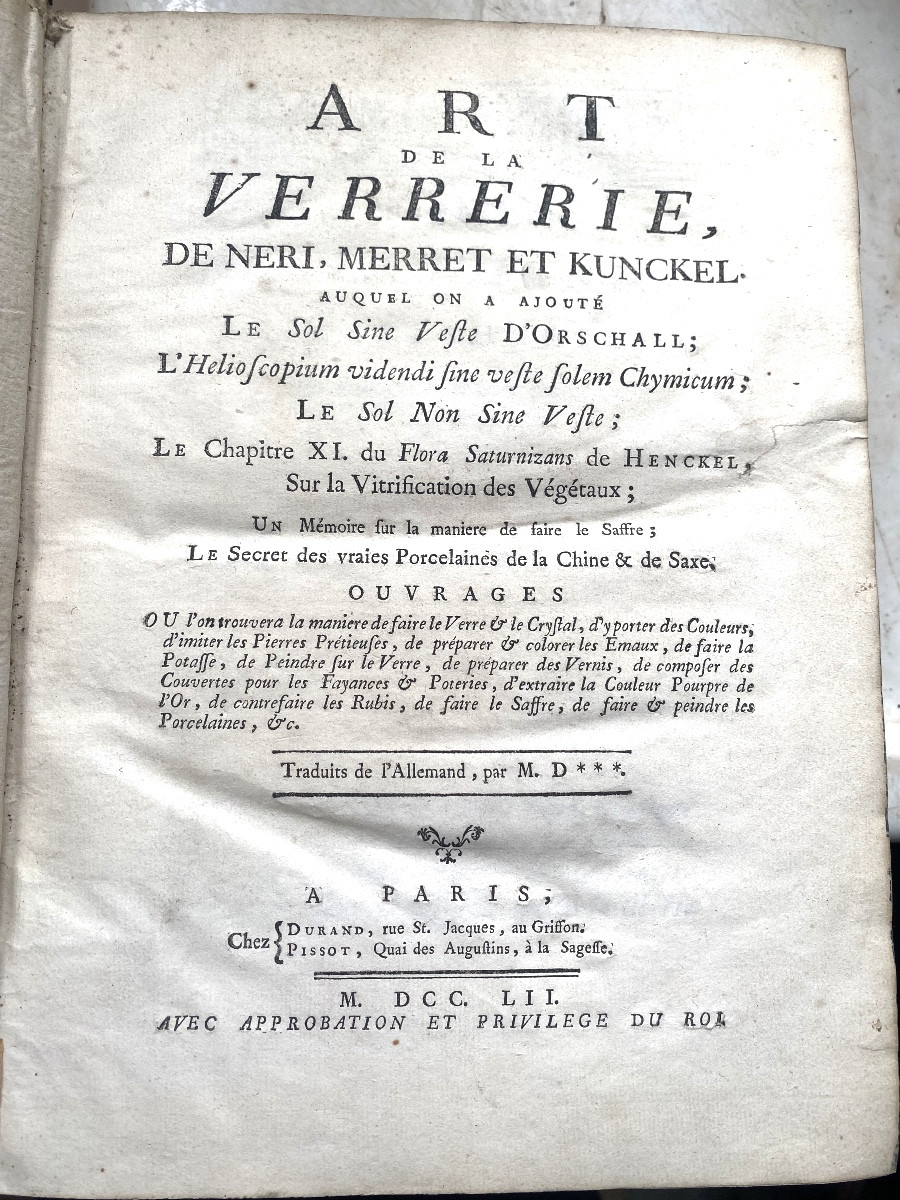 ART
DE LA
VERRERIE,
DE NERI, MERRET ET KUNCKEL.
AUQUEL ON A AJOUTÉ
LE Sol Sine Veſte D'ORSCHALL;
L'Helioſcopium videndi ſine veſte ſolem Chymicum;
LE Sol Non Sine Veſte;
LE Chapitre XI. du Flora Saturnizans de HENCKEL,
Sur la Vitrification des Végétaux;
UN Mémoire ſur la maniere de faire le Saffre;
LE Secret des vraies Porcelaines de la Chine & de Saxe;
OUVRAGES
OU l'on trouvera la maniere de faire le Verre & le Cryſtal, d'y porter des Couleurs,
d'imiter les Pierres Prétieuſes, de préparer & colorer les Emaux, de faire la
Potaſſe, de Peindre ſur le Verre, de préparer des Vernis, de compoſer des
Couvertes pour les Fayances & Poteries, d'extraire la Couleur Pourpre de
l'Or, de contrefaire les Rubis, de faire le Saffre, de faire & peindre les
Porcelaines, &c.
Traduits de l'Allemand, par M. D ***.
A PARIS,
Chez { DURAND, rue St. Jacques, au Griffon.
PISSOT, Quai des Auguſtins, à la Sageſſe.
M. DCC. LII.
AVEC APPROBATION ET PRIVILEGE DU ROI.